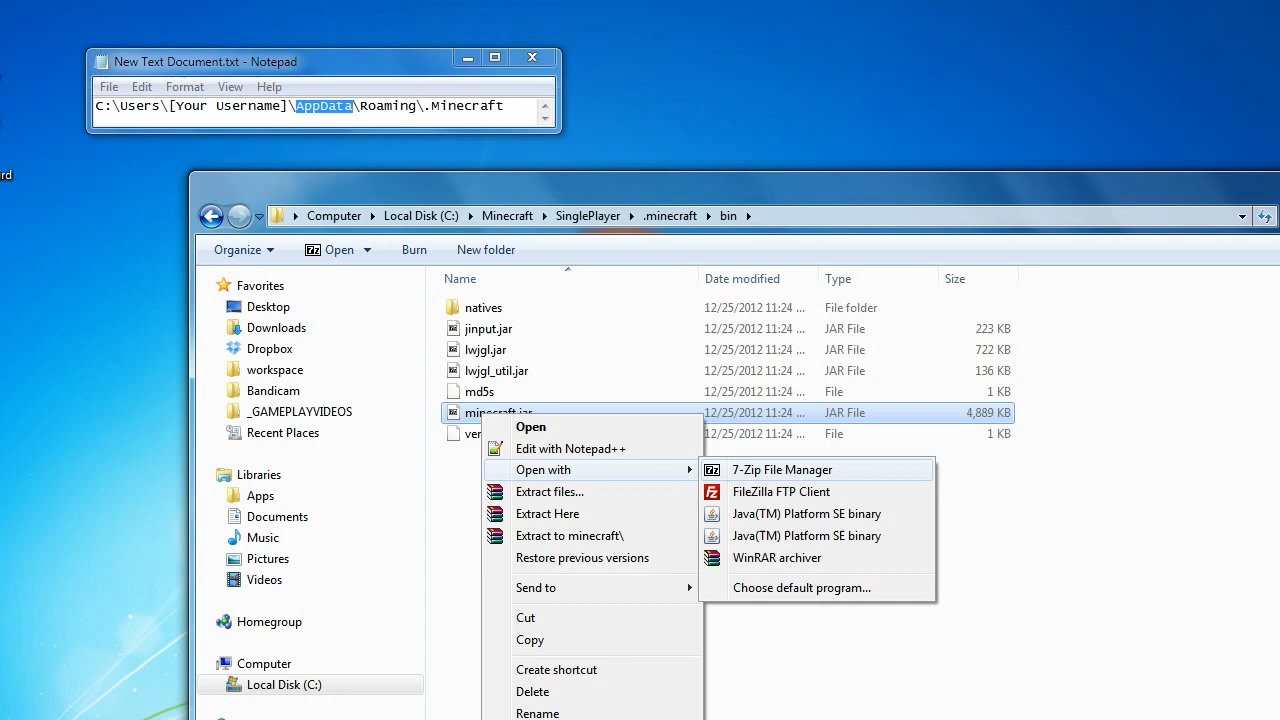 New Text Document.txt - Notepad
File Edit Format View Help
C:\Users\[Your Username]\AppData\Roaming\.Minecraft
rd
Computer Local Disk (C:) Minecraft SinglePlayer .minecraft bin
Organize Open Burn New folder
Name Date modified Type Size
Favorites
Desktop
Downloads
Dropbox
workspace
Bandicam
_GAMEPLAYVIDEOS
Recent Places
Libraries
Apps
Documents
Music
Pictures
Videos
Homegroup
Computer
Local Disk (C:)
natives 12/25/2012 11:24 ... File folder
jinput.jar 12/25/2012 11:24 ... JAR File 223 KB
lwjgl.jar 12/25/2012 11:24 ... JAR File 722 KB
lwjgl_util.jar 12/25/2012 11:24 ... JAR File 136 KB
md5s 12/25/2012 11:24 ... File 1 KB
minecraft.jar 12/25/2012 11:24 ... JAR File 4,889 KB
ver 12/25/2012 11:24 ... File 1 KB
Open
Edit with Notepad++
Open with
Extract files...
Extract Here
Extract to minecraft\
Restore previous versions
Send to
Cut
Copy
Create shortcut
Delete
Rename
7-Zip File Manager
FileZilla FTP Client
Java(TM) Platform SE binary
Java(TM) Platform SE binary
WinRAR archiver
Choose default program...